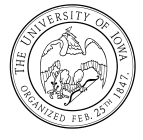 THE UNIVERSITY OF IOWA
ORGANIZED FEB. 25TH 1847.